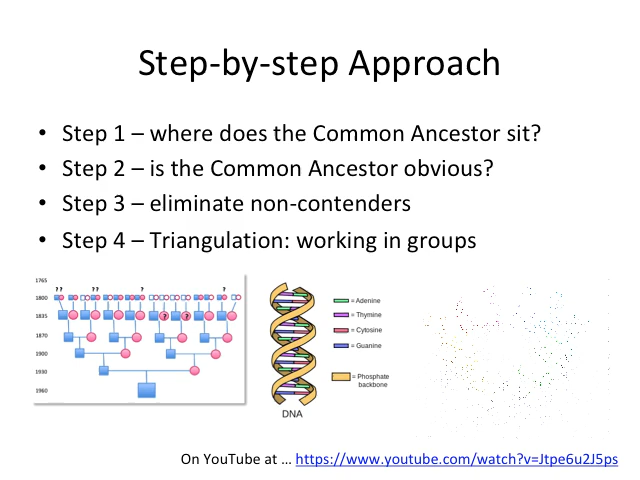 Step-by-step Approach
• Step 1 – where does the Common Ancestor sit?
• Step 2 – is the Common Ancestor obvious?
• Step 3 – eliminate non-contenders
• Step 4 – Triangulation: working in groups
1765
? ? ? ? ? ?
1800
1835
? ?
1870
1900
1930
1960
= Adenine
= Thymine
= Cytosine
= Guanine
= Phosphate
backbone
DNA
On YouTube at … https://www.youtube.com/watch?v=Jtpe6u2J5ps